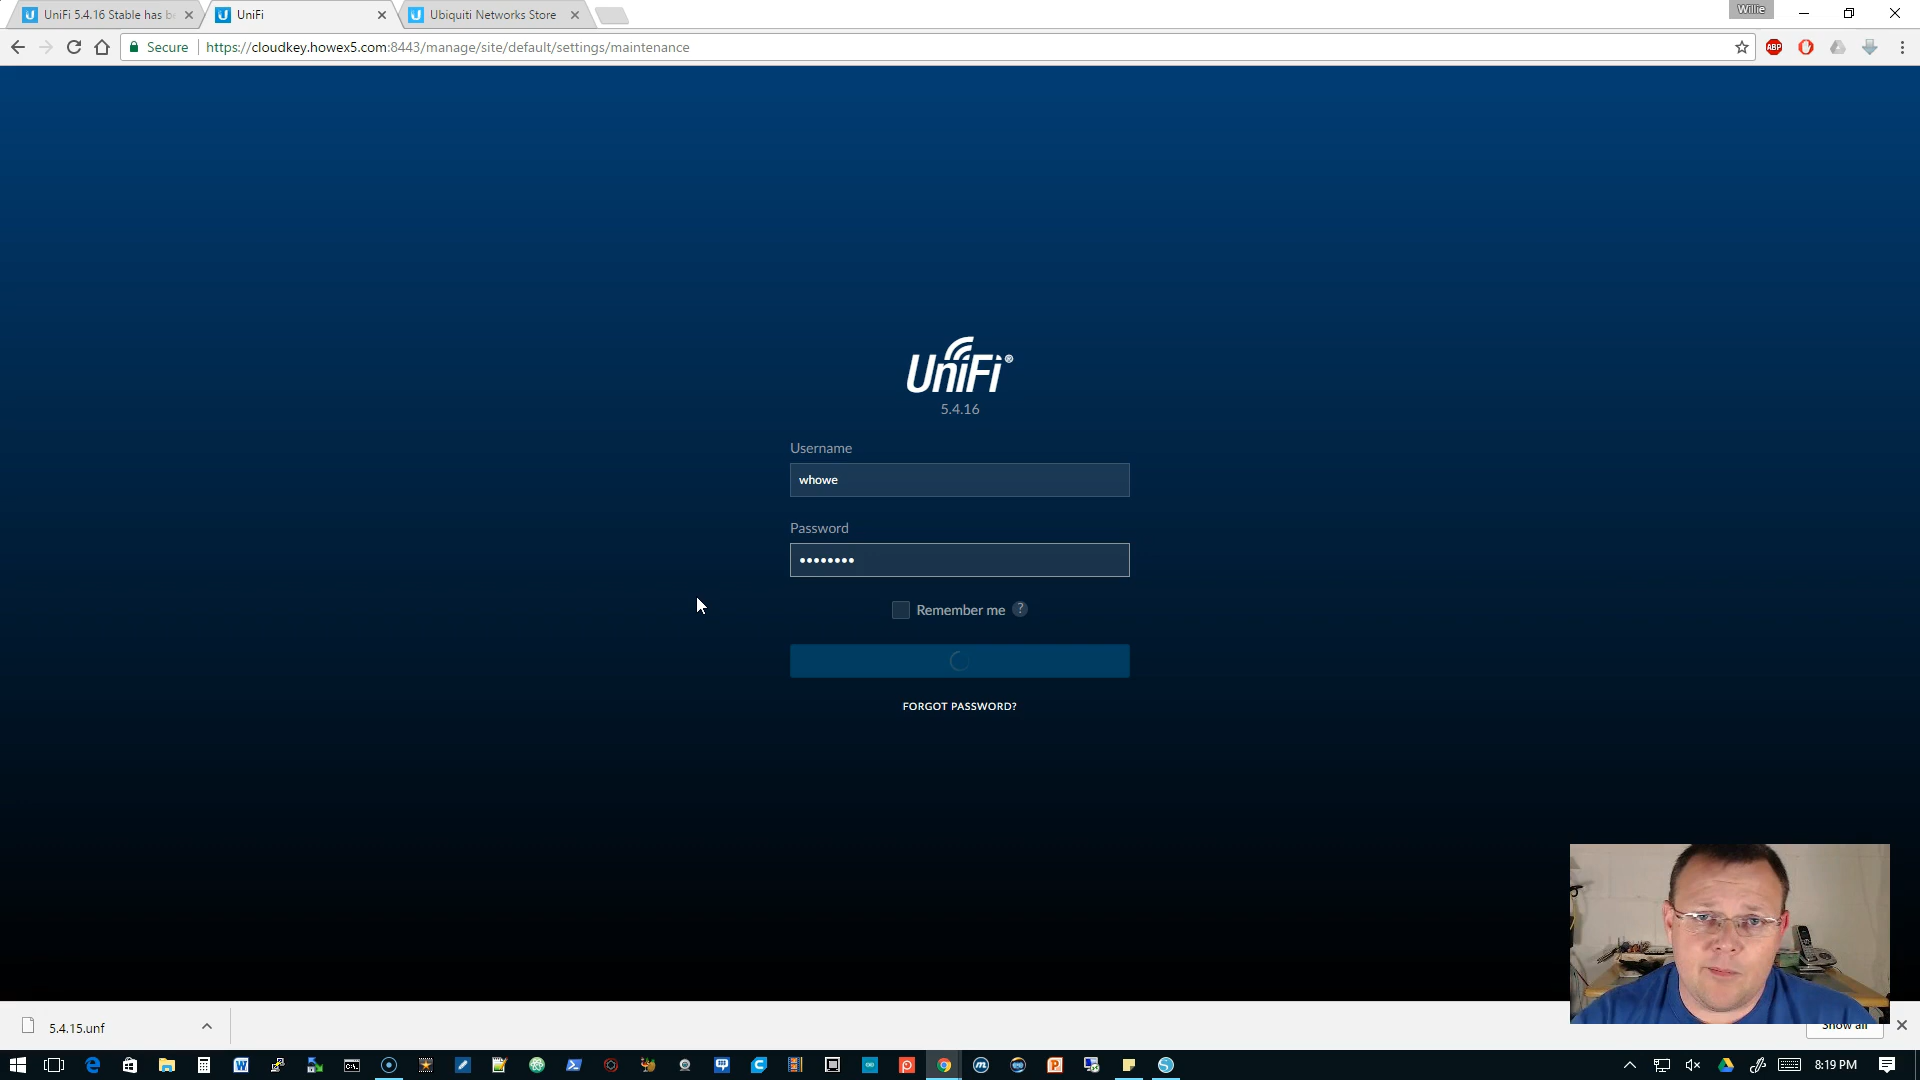 UniFi 5.4.16 Stable has be
UniFi
Ubiquiti Networks Store
Willie
Secure
https://cloudkey.howex5.com:8443/manage/site/default/settings/maintenance
ABP
UniFi®
5.4.16
Username
whowe
Password
••••••••
Remember me ?
FORGOT PASSWORD?
5.4.15.unf
Show all
8:19 PM